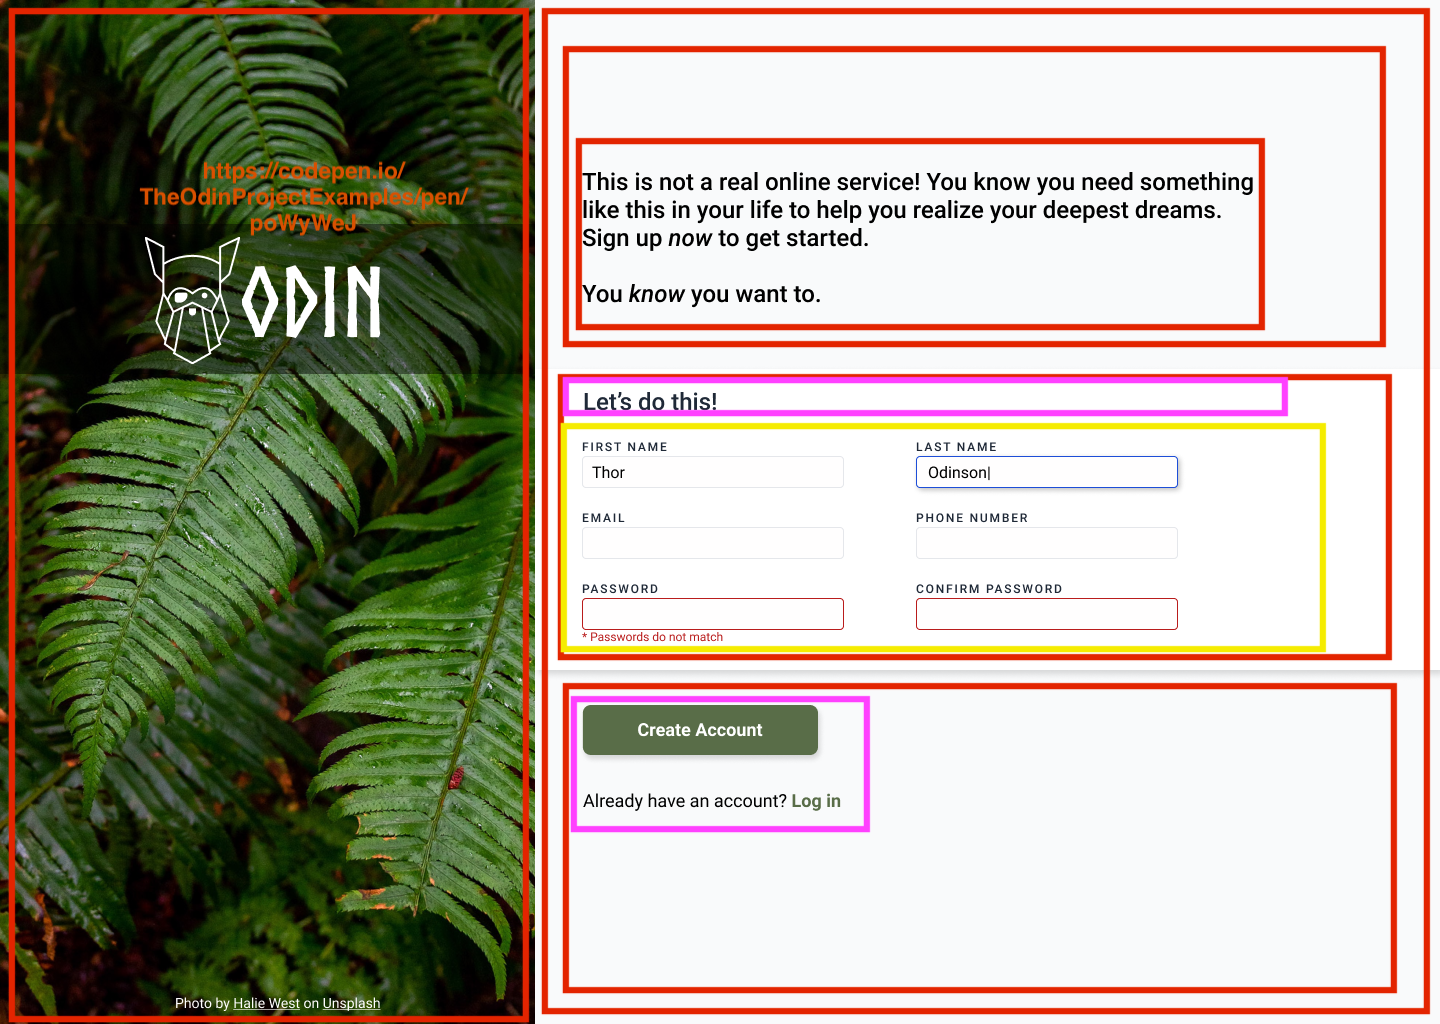 https://codepen.io/
TheOdinProjectExamples/pen/
poWyWeJ
ODIN
Photo by Halie West on Unsplash
This is not a real online service! You know you need something
like this in your life to help you realize your deepest dreams.
Sign up now to get started.
You know you want to.
Let's do this!
FIRST NAME
LAST NAME
Thor
Odinson
EMAIL
PHONE NUMBER
PASSWORD
CONFIRM PASSWORD
* Passwords do not match
Create Account
Already have an account? Log in